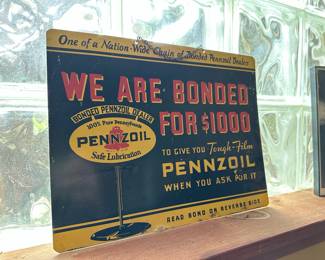 One of a Nation-Wide Chain of Bonded Pennzoil Dealers
WE ARE BONDED
FOR $1000
BONDED PENNZOIL DEALER
100% Pure Pennsylvania
PENNZOIL
Safe Lubrication
TO GIVE YOU Tough-Film
PENNZOIL
WHEN YOU ASK FOR IT
READ BOND ON REVERSE SIDE